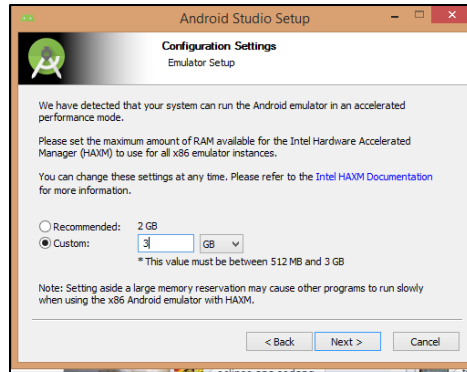 Android Studio Setup
Configuration Settings
Emulator Setup
We have detected that your system can run the Android emulator in an accelerated
performance mode.
Please set the maximum amount of RAM available for the Intel Hardware Accelerated
Manager (HAXM) to use for all x86 emulator instances.
You can change these settings at any time. Please refer to the Intel HAXM Documentation
for more information.
Recommended: 2 GB
Custom: 3 GB
* This value must be between 512 MB and 3 GB
Note: Setting aside a large memory reservation may cause other programs to run slowly
when using the x86 Android emulator with HAXM.
< Back Next > Cancel